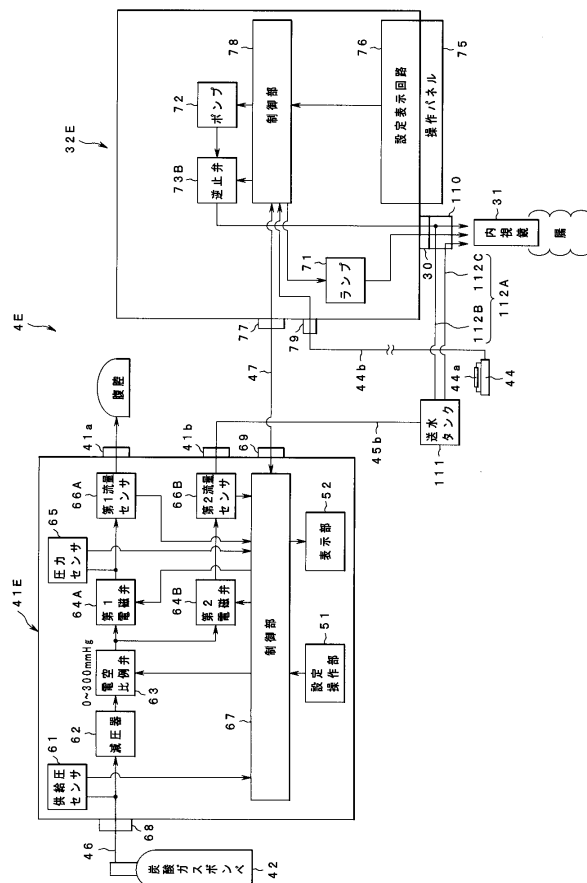 4E
41E
61
供給圧
センサ
62
減圧器
0~300mmHg
電空
比例弁
63
64A
第1
電磁弁
65
圧力
センサ
66A
第1流量
センサ
41a
腹腔
64B
第2
電磁弁
66B
第2流量
センサ
41b
67
制御部
69
51
設定
操作部
表示部
52
68
46
炭酸ガスボンベ
42
47
77
79
44b
44a
44
45b
送水
タンク
111
112B
112C
112A
32E
72
ポンプ
73B
逆止弁
78
制御部
71
ランプ
76
設定表示回路
操作パネル
75
30
110
31
内視鏡
腸